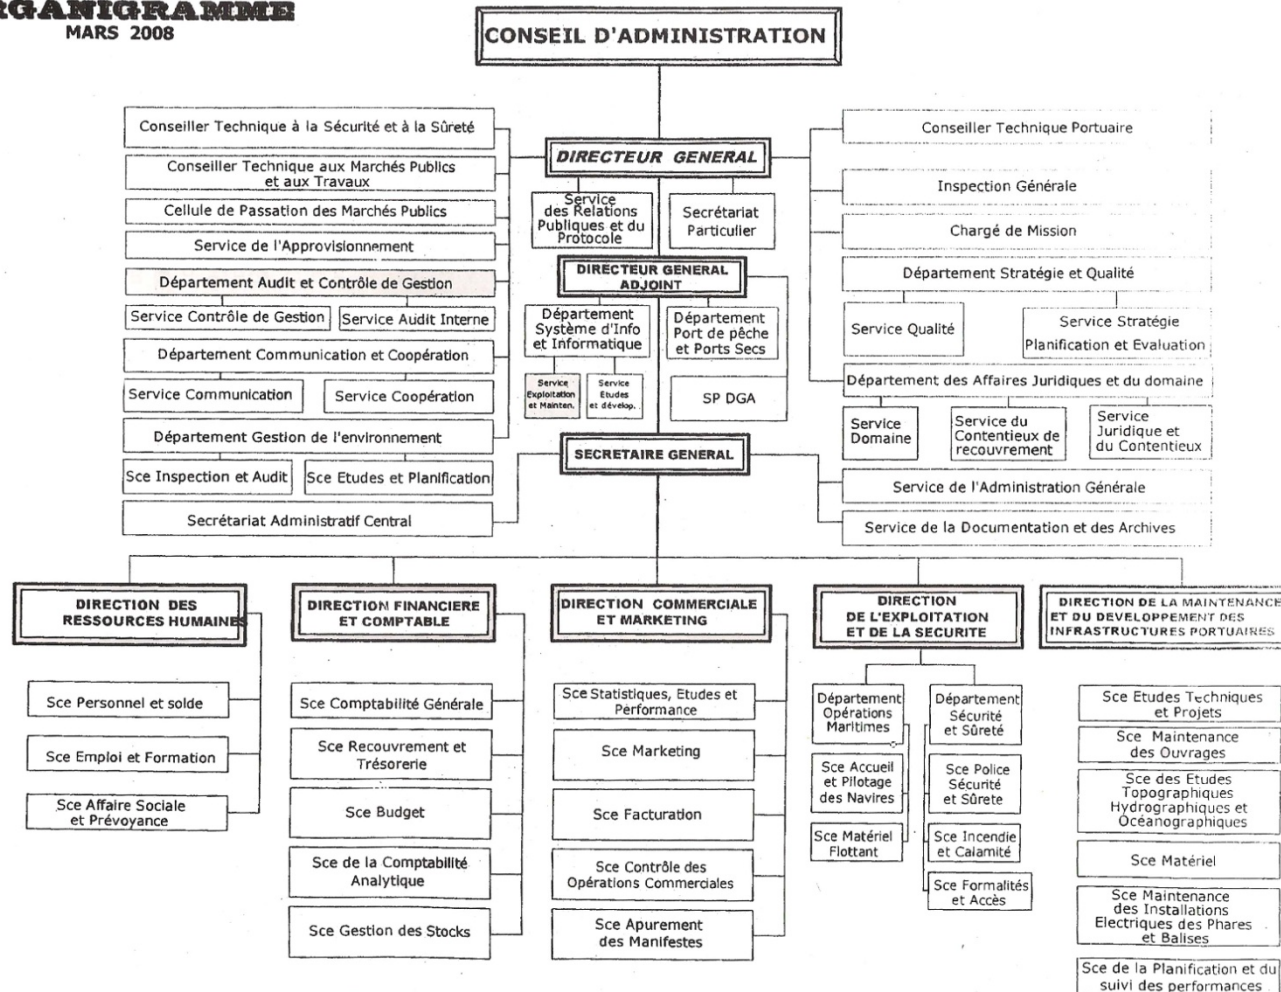 RGANIGRAMME
MARS 2008
CONSEIL D'ADMINISTRATION
DIRECTEUR GENERAL
Conseiller Technique à la Sécurité et à la Sûreté
Conseiller Technique aux Marchés Publics
et aux Travaux
Cellule de Passation des Marchés Publics
Service de l'Approvisionnement
Département Audit et Contrôle de Gestion
Service Contrôle de Gestion
Service Audit Interne
Département Communication et Coopération
Service Communication
Service Coopération
Département Gestion de l'environnement
Sce Inspection et Audit
Sce Etudes et Planification
Secrétariat Administratif Central
Service
des Relations
Publiques et du
Protocole
Secrétariat
Particulier
DIRECTEUR GENERAL
ADJOINT
Département
Système d'Info
et Informatique
Département
Port de pêche
et Ports Secs
Service
Exploitation
et Mainten.
Service
Etudes
et dévelop.
SP DGA
SECRETAIRE GENERAL
Conseiller Technique Portuaire
Inspection Générale
Chargé de Mission
Département Stratégie et Qualité
Service Qualité
Service Stratégie
Planification et Evaluation
Département des Affaires Juridiques et du domaine
Service
Domaine
Service du
Contentieux de
recouvrement
Service
Juridique et
du Contentieux
Service de l'Administration Générale
Service de la Documentation et des Archives
DIRECTION DES
RESSOURCES HUMAINES
Sce Personnel et solde
Sce Emploi et Formation
Sce Affaire Sociale
et Prévoyance
DIRECTION FINANCIERE
ET COMPTABLE
Sce Comptabilité Générale
Sce Recouvrement et
Trésorerie
Sce Budget
Sce de la Comptabilité
Analytique
Sce Gestion des Stocks
DIRECTION COMMERCIALE
ET MARKETING
Sce Statistiques, Etudes et
Performance
Sce Marketing
Sce Facturation
Sce Contrôle des
Opérations Commerciales
Sce Apurement
des Manifestes
DIRECTION
DE L'EXPLOITATION
ET DE LA SECURITE
Département
Opérations
Maritimes
Sce Accueil
et Pilotage
des Navires
Sce Matériel
Flottant
Département
Sécurité
et Sûreté
Sce Police
Sécurité
et Sûrete
Sce Incendie
et Calamité
Sce Formalités
et Accès
DIRECTION DE LA MAINTENANCE
ET DU DEVELOPPEMENT DES
INFRASTRUCTURES PORTUAIRES
Sce Etudes Techniques
et Projets
Sce Maintenance
des Ouvrages
Sce des Etudes
Topographiques
Hydrographiques et
Océanographiques
Sce Matériel
Sce Maintenance
des Installations
Electriques des Phares
et Balises
Sce de la Planification et du
suivi des performances